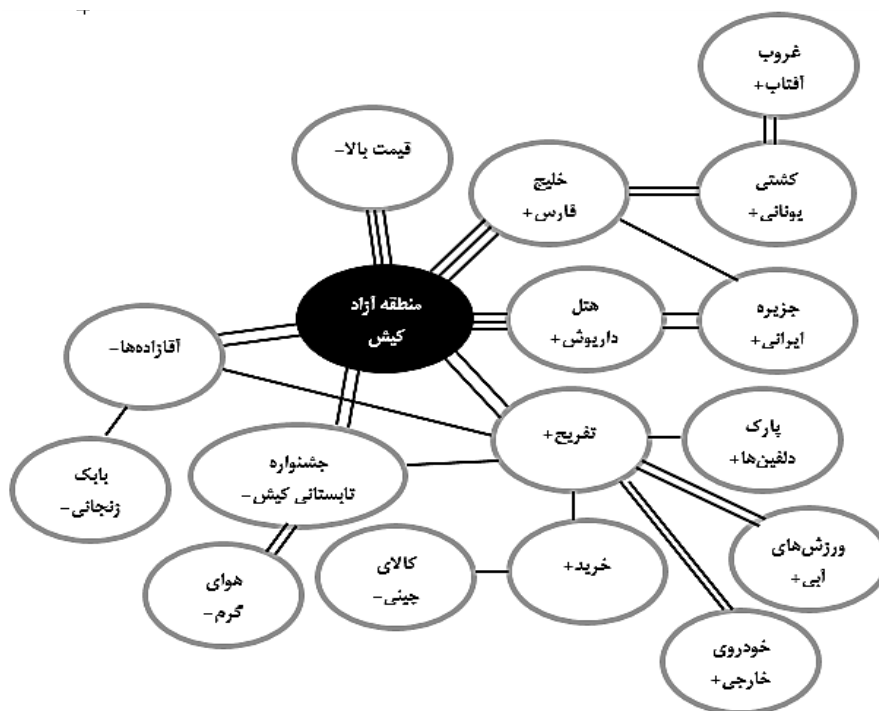 +
غروب
آفتاب+
قیمت بالا-
خلیج
فارس+
کشتی
یونانی+
منطقه آزاد
کیش
هتل
داریوش+
جزیره
ایرانی+
آقازاده‌ها-
تفریح+
پارک
دلفین‌ها+
جشنواره
تابستانی کیش-
بابک
زنجانی-
ورزش‌های
آبی+
خرید+
کالای
چینی-
هوای
گرم-
خودروی
خارجی+